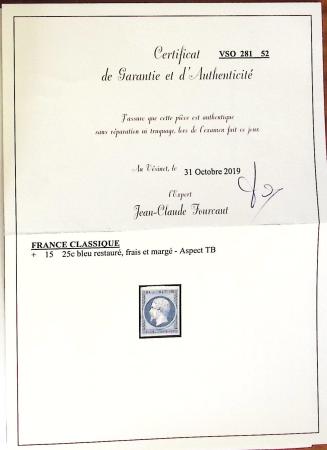 Certificat VSO 281 52
de Garantie et d'Authenticité
J'assure que cette pièce est authentique
sans réparation ni truquage, lors de l'examen fait ce jour
Au Vésinet, le 31 Octobre 2019
l'Expert
Jean-Claude Fourcaut
FRANCE CLASSIQUE
+ 15 25c bleu restauré, frais et margé - Aspect TB